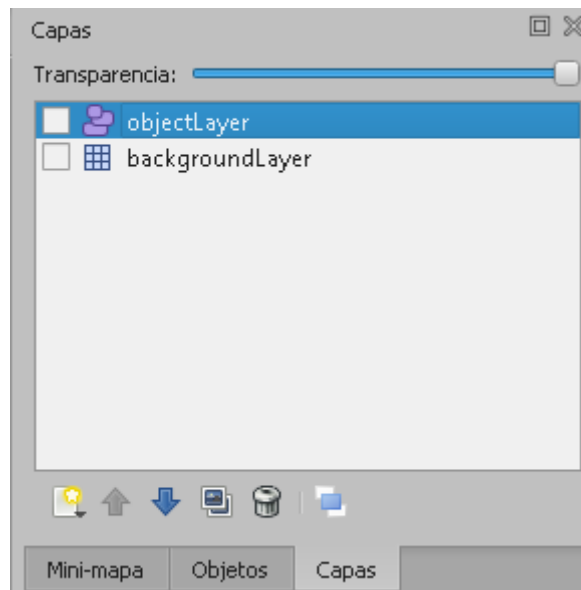 Capas
Transparencia:
objectLayer
backgroundLayer
Mini-mapa Objetos Capas